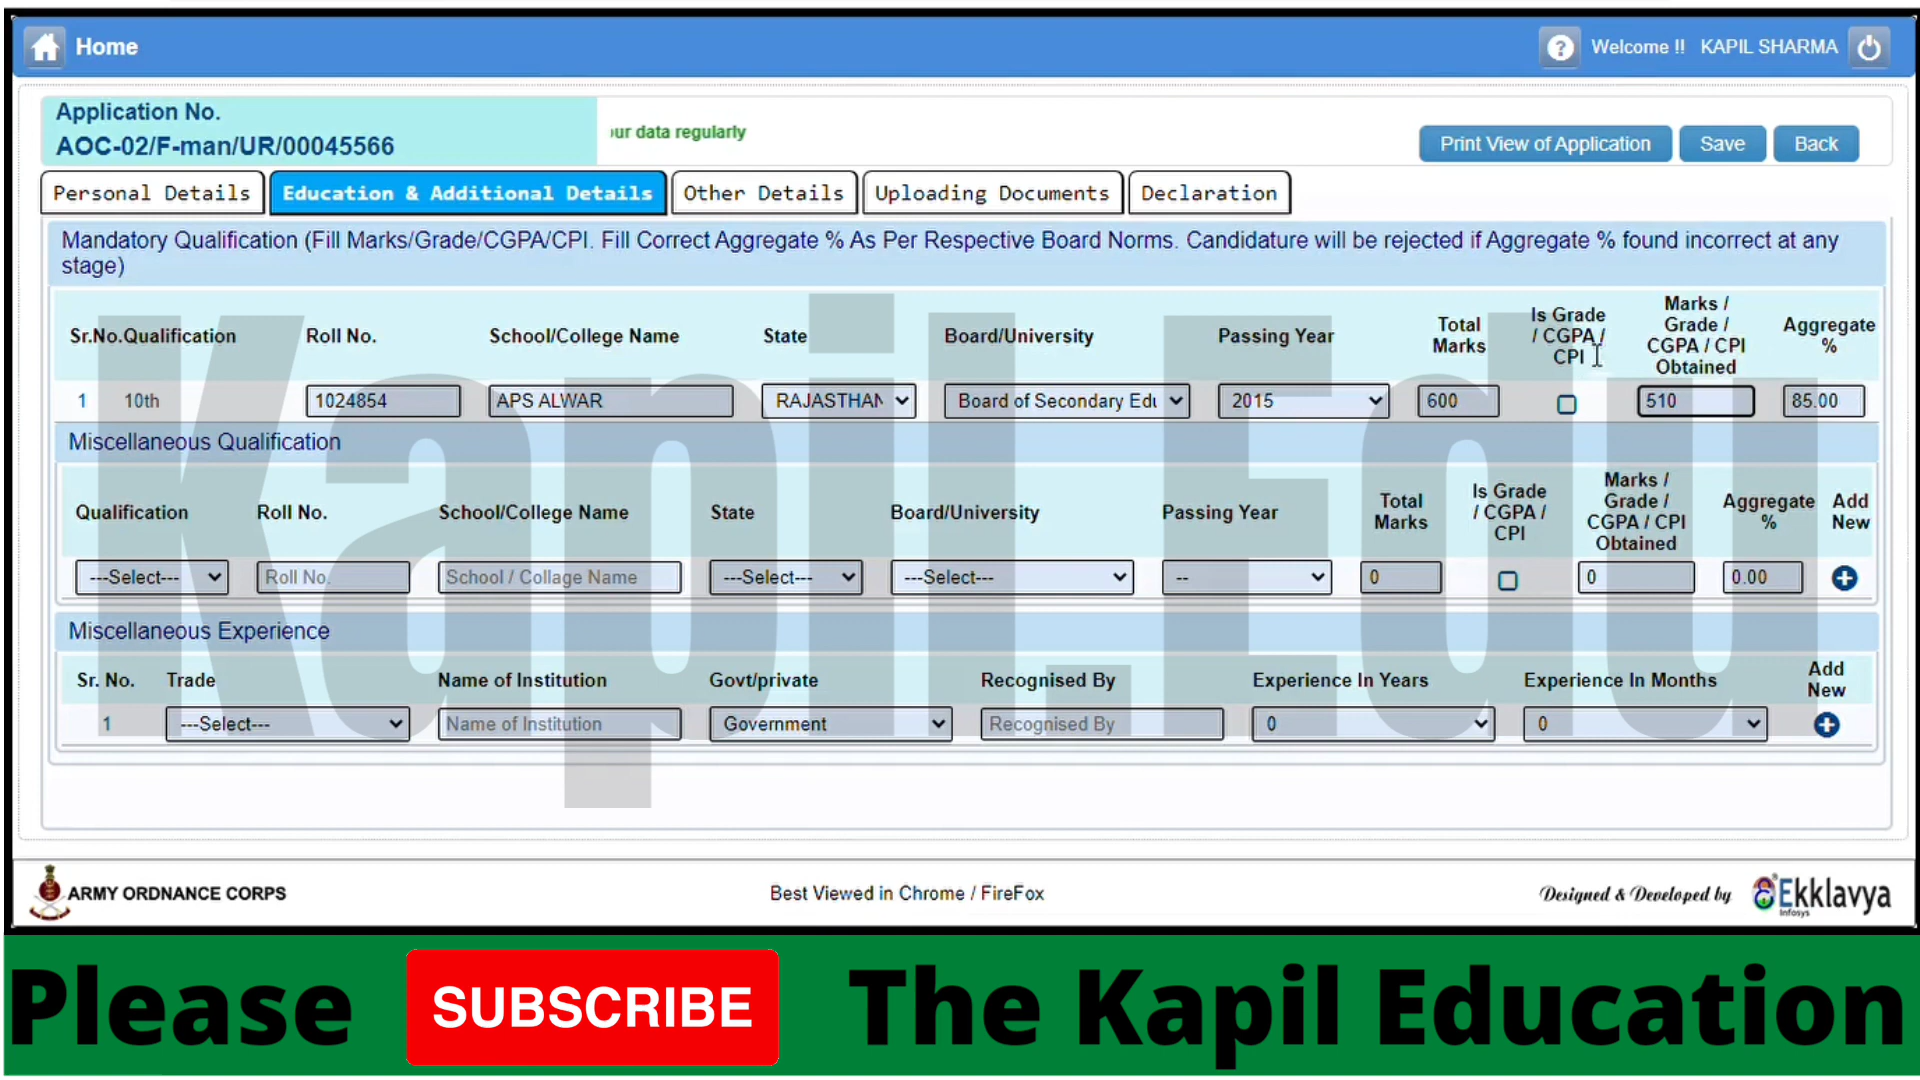 Home
Welcome !! KAPIL SHARMA
Application No.
AOC-02/F-man/UR/00045566
ur data regularly
Print View of Application Save Back
Personal Details Education & Additional Details Other Details Uploading Documents Declaration
Mandatory Qualification (Fill Marks/Grade/CGPA/CPI. Fill Correct Aggregate % As Per Respective Board Norms. Candidature will be rejected if Aggregate % found incorrect at any
stage)
Sr.No.Qualification Roll No. School/College Name State Board/University Passing Year Total Marks Is Grade / CGPA / CPI Marks / Grade / CGPA / CPI Obtained Aggregate %
1 10th 1024854 APS ALWAR RAJASTHAN Board of Secondary Edu 2015 600 510 85.00
Miscellaneous Qualification
Qualification Roll No. School/College Name State Board/University Passing Year Total Marks Is Grade / CGPA / CPI Marks / Grade / CGPA / CPI Obtained Aggregate % Add New
---Select--- Roll No. School / Collage Name ---Select--- ---Select--- -- 0 0 0.00
Miscellaneous Experience
Sr. No. Trade Name of Institution Govt/private Recognised By Experience In Years Experience In Months Add New
1 ---Select--- Name of Institution Government Recognised By 0 0
Kapil.Edu
ARMY ORDNANCE CORPS
Best Viewed in Chrome / FireFox
Designed & Developed by Ekklavya
Infosys
Please SUBSCRIBE The Kapil Education